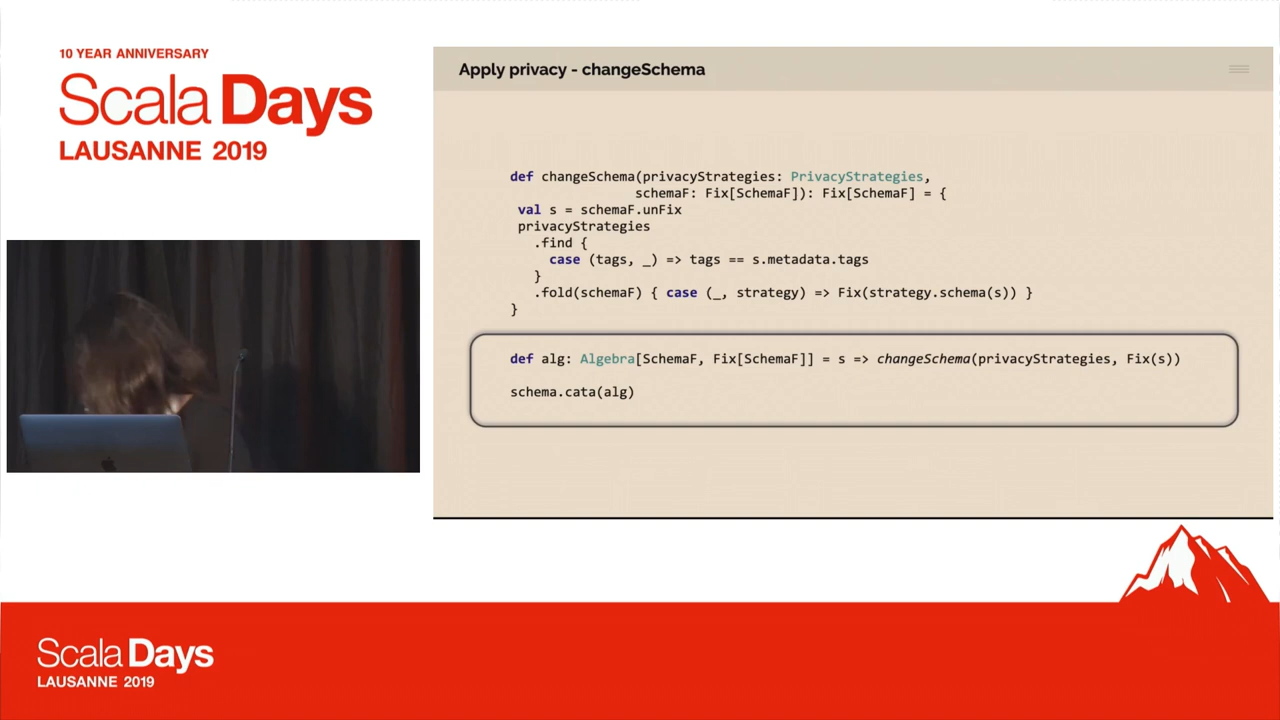 10 YEAR ANNIVERSARY
Scala Days
LAUSANNE 2019
Apply privacy - changeSchema
def changeSchema(privacyStrategies: PrivacyStrategies,
schemaF: Fix[SchemaF]): Fix[SchemaF] = {
val s = schemaF.unFix
privacyStrategies
.find {
case (tags, _) => tags == s.metadata.tags
}
.fold(schemaF) { case (_, strategy) => Fix(strategy.schema(s)) }
}
def alg: Algebra[SchemaF, Fix[SchemaF]] = s => changeSchema(privacyStrategies, Fix(s))
schema.cata(alg)
Scala Days
LAUSANNE 2019